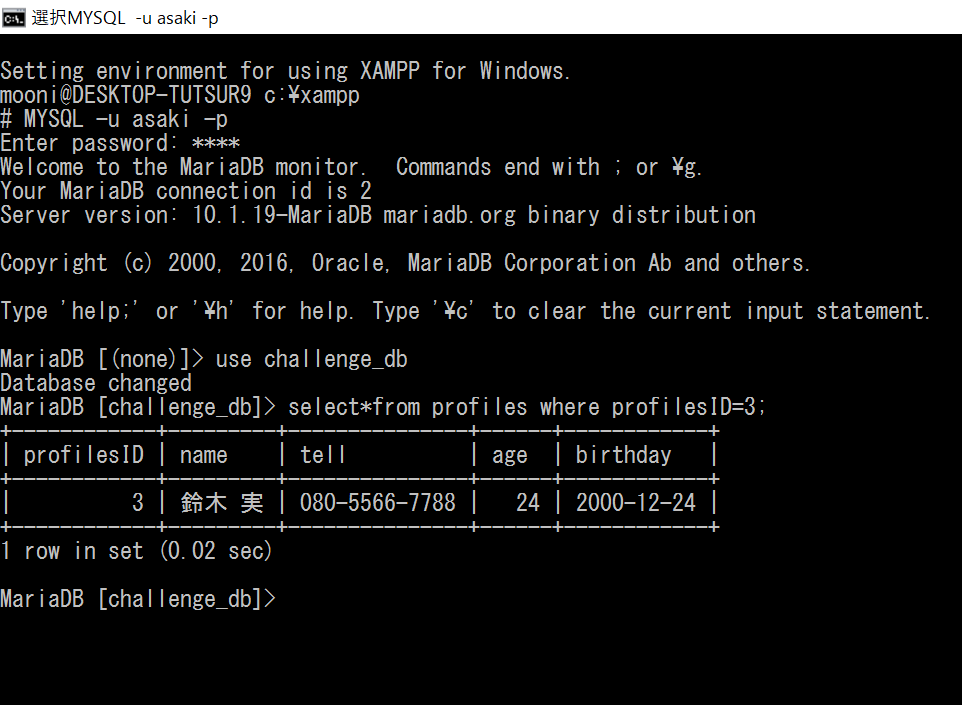 選択MYSQL -u asaki -p
Setting environment for using XAMPP for Windows.
mooni@DESKTOP-TUTSUR9 c:¥xampp
# MYSQL -u asaki -p
Enter password: ****
Welcome to the MariaDB monitor.  Commands end with ; or ¥g.
Your MariaDB connection id is 2
Server version: 10.1.19-MariaDB mariadb.org binary distribution
Copyright (c) 2000, 2016, Oracle, MariaDB Corporation Ab and others.
Type 'help;' or '¥h' for help. Type '¥c' to clear the current input statement.
MariaDB [(none)]> use challenge_db
Database changed
MariaDB [challenge_db]> select*from profiles where profilesID=3;
+------------+---------+---------------+------+------------+
| profilesID | name    | tell          | age  | birthday   |
+------------+---------+---------------+------+------------+
|          3 | 鈴木 実 | 080-5566-7788 |   24 | 2000-12-24 |
+------------+---------+---------------+------+------------+
1 row in set (0.02 sec)
MariaDB [challenge_db]>